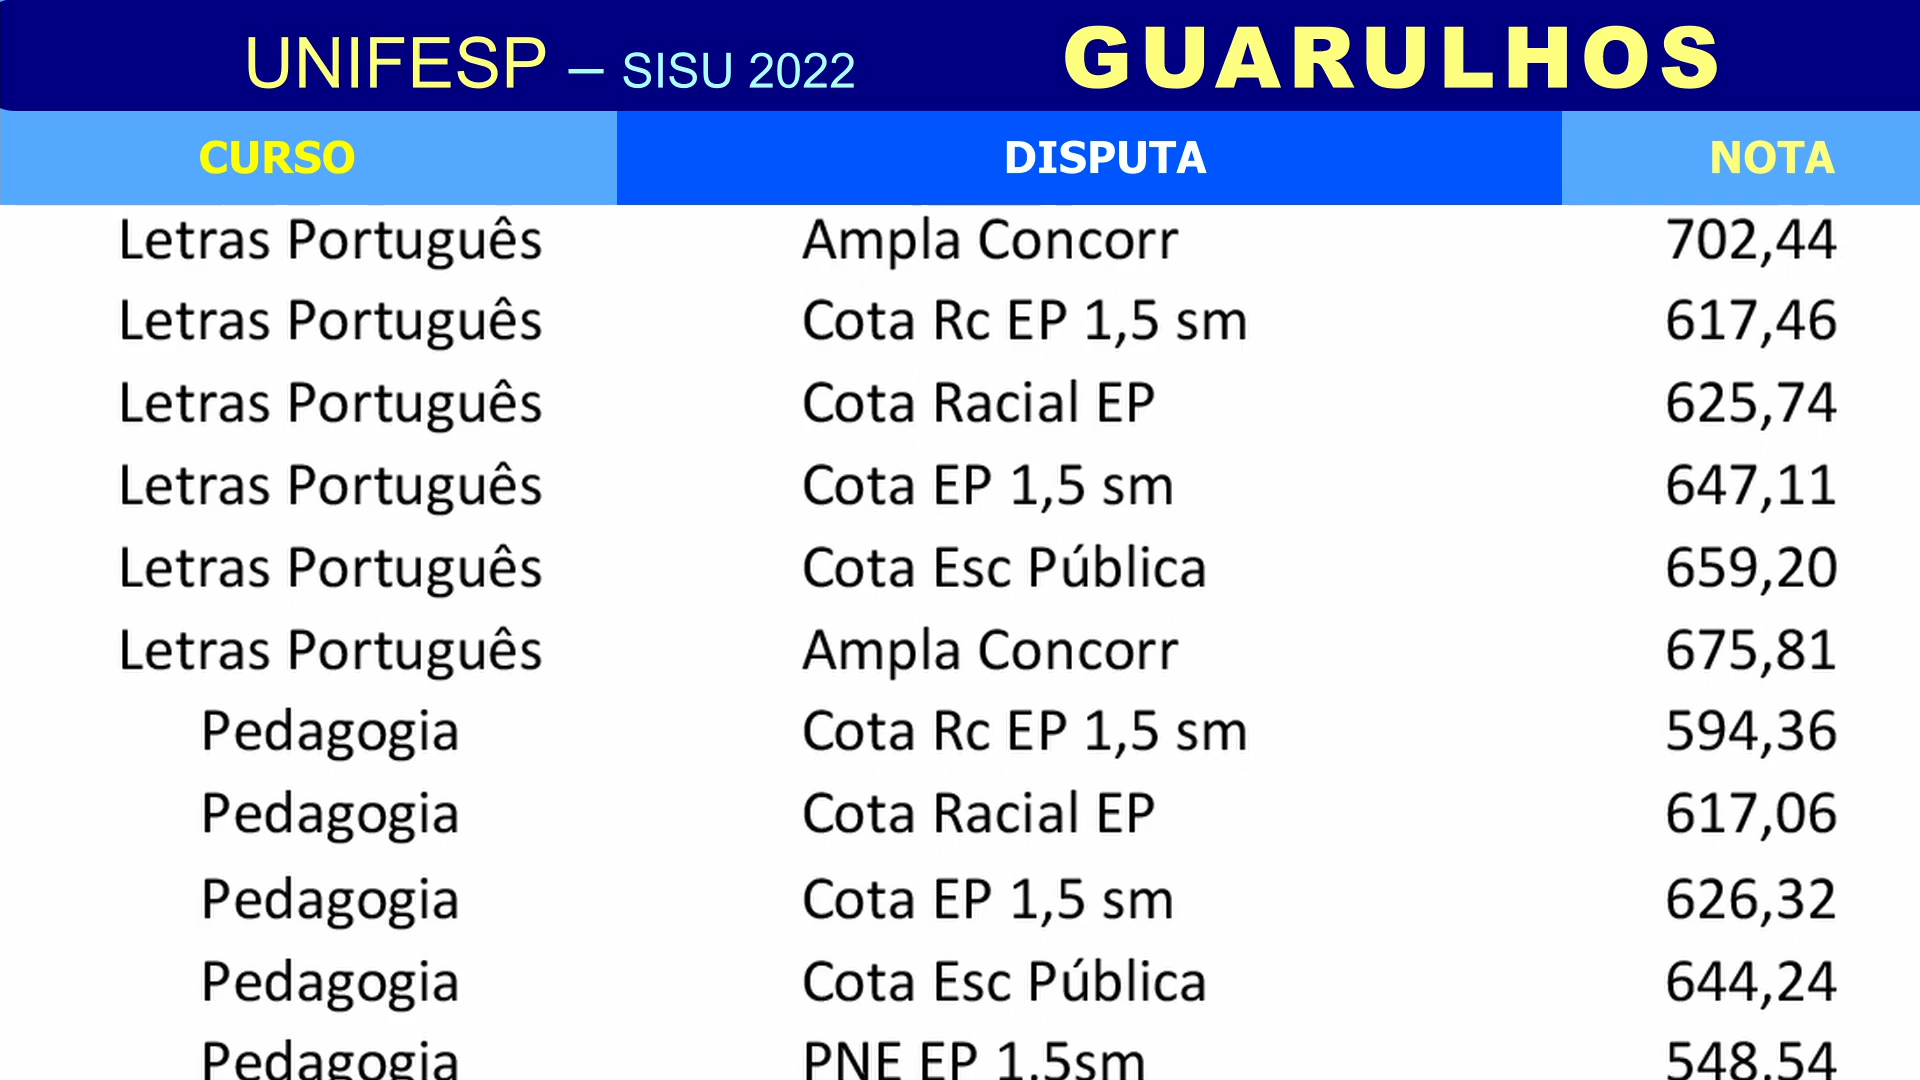 UNIFESP – SISU 2022 GUARULHOS
CURSO DISPUTA NOTA
Letras Português Ampla Concorr 702,44
Letras Português Cota Rc EP 1,5 sm 617,46
Letras Português Cota Racial EP 625,74
Letras Português Cota EP 1,5 sm 647,11
Letras Português Cota Esc Pública 659,20
Letras Português Ampla Concorr 675,81
Pedagogia Cota Rc EP 1,5 sm 594,36
Pedagogia Cota Racial EP 617,06
Pedagogia Cota EP 1,5 sm 626,32
Pedagogia Cota Esc Pública 644,24
Pedagogia PNE EP 1,5sm 548,54